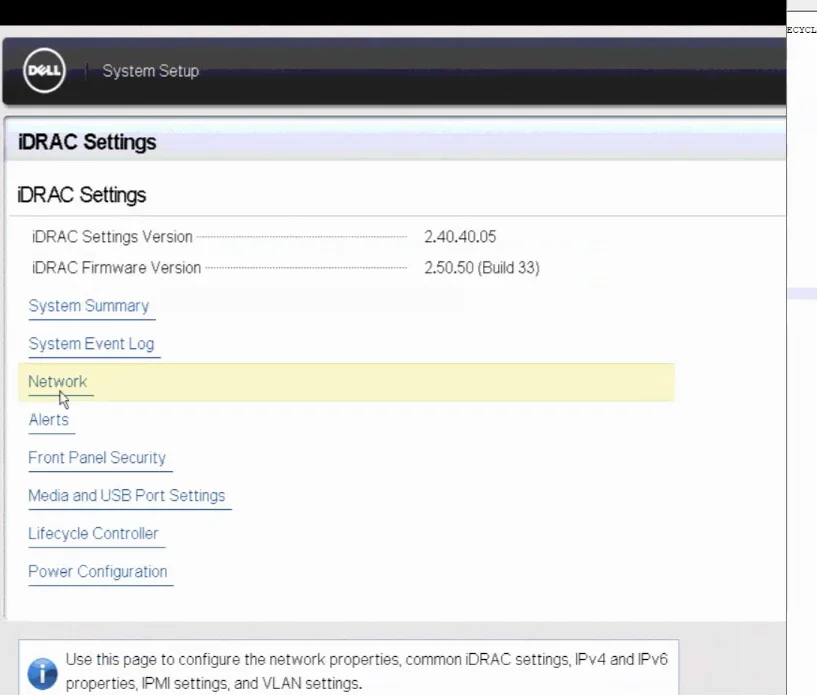 ECYCL
DELL
System Setup
iDRAC Settings
iDRAC Settings
iDRAC Settings Version 2.40.40.05
iDRAC Firmware Version 2.50.50 (Build 33)
System Summary
System Event Log
Network
Alerts
Front Panel Security
Media and USB Port Settings
Lifecycle Controller
Power Configuration
Use this page to configure the network properties, common iDRAC settings, IPv4 and IPv6
properties, IPMI settings, and VLAN settings.